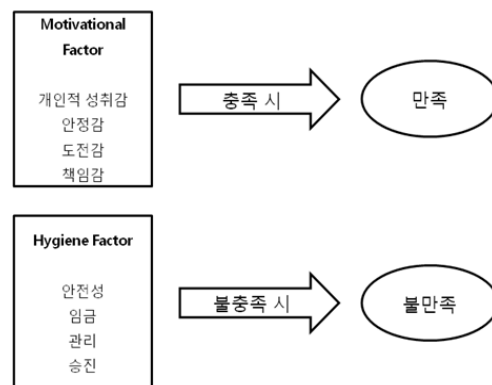 Motivational
Factor
개인적 성취감
안정감
도전감
책임감
충족 시
만족
Hygiene Factor
안전성
임금
관리
승진
불충족 시
불만족